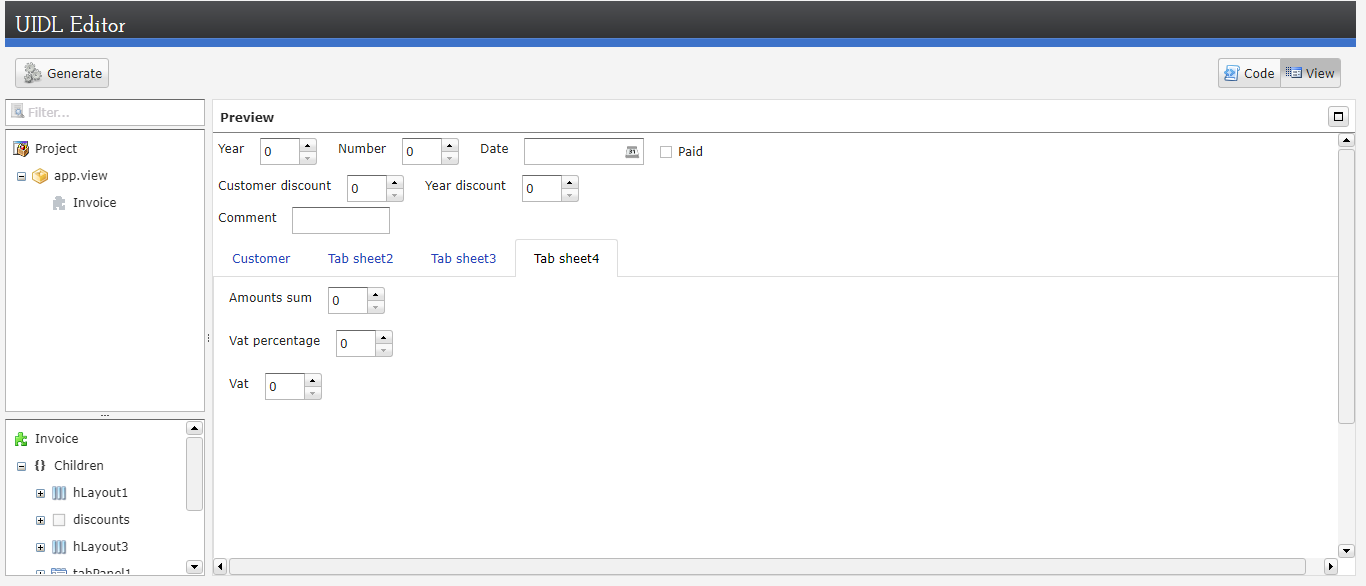 UIDL Editor
Generate
Code View
Filter...
Project
app.view
Invoice
Invoice
{} Children
hLayout1
discounts
hLayout3
tabPanel1
Preview
Year 0 Number 0 Date 31 Paid
Customer discount 0 Year discount 0
Comment
Customer Tab sheet2 Tab sheet3 Tab sheet4
Amounts sum 0
Vat percentage 0
Vat 0